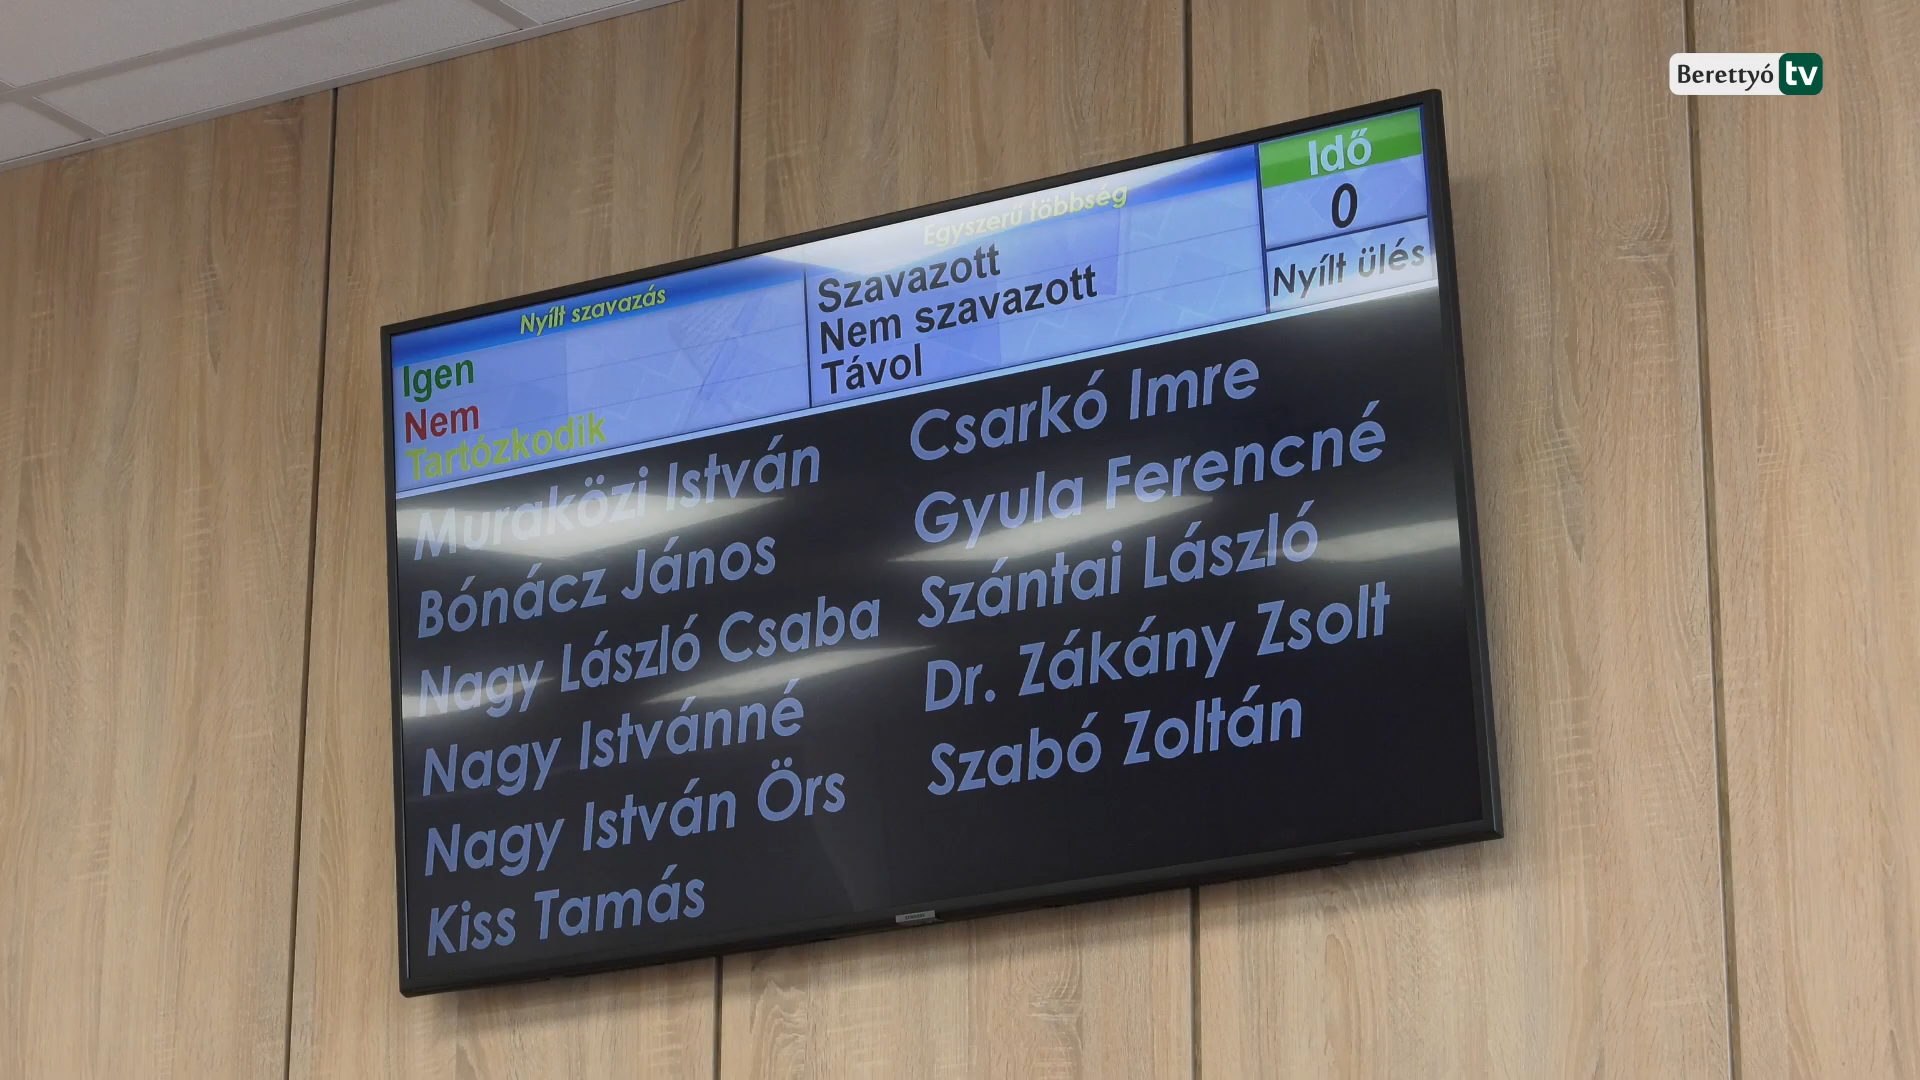 Berettyó tv
Nyílt szavazás
Igen
Nem
Tartózkodik
Egyszerű többség
Szavazott
Nem szavazott
Távol
Idő
0
Nyílt ülés
Muraközi István
Bónácz János
Nagy László Csaba
Nagy Istvánné
Nagy István Örs
Kiss Tamás
Csarkó Imre
Gyula Ferencné
Szántai László
Dr. Zákány Zsolt
Szabó Zoltán
SAMSUNG